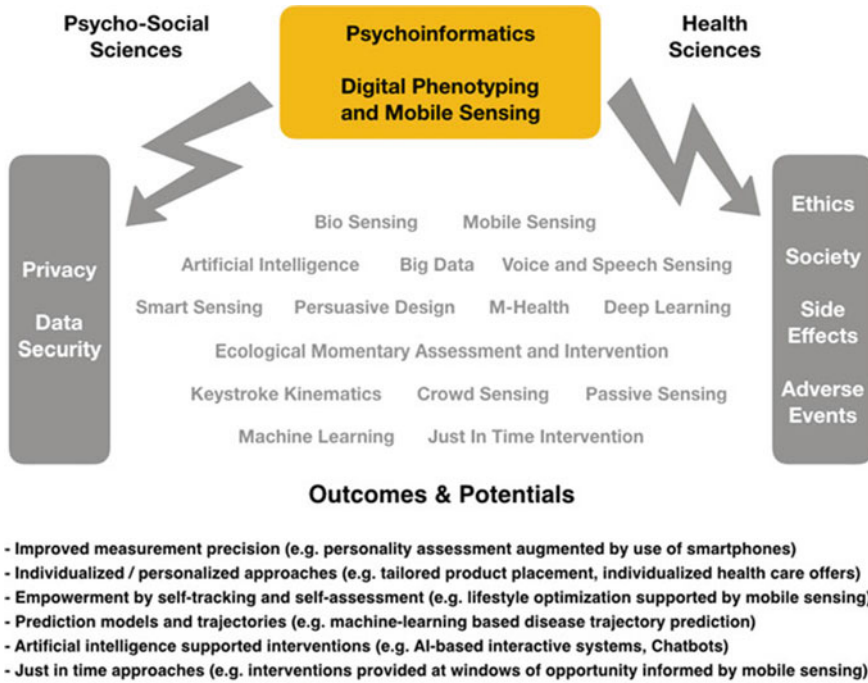 Psycho-Social
Sciences
Psychoinformatics
Digital Phenotyping
and Mobile Sensing
Health
Sciences
Privacy
Data
Security
Bio Sensing Mobile Sensing
Artificial Intelligence Big Data Voice and Speech Sensing
Smart Sensing Persuasive Design M-Health Deep Learning
Ecological Momentary Assessment and Intervention
Keystroke Kinematics Crowd Sensing Passive Sensing
Machine Learning Just In Time Intervention
Ethics
Society
Side
Effects
Adverse
Events
Outcomes & Potentials
- Improved measurement precision (e.g. personality assessment augmented by use of smartphones)
- Individualized / personalized approaches (e.g. tailored product placement, individualized health care offers)
- Empowerment by self-tracking and self-assessment (e.g. lifestyle optimization supported by mobile sensing)
- Prediction models and trajectories (e.g. machine-learning based disease trajectory prediction)
- Artificial intelligence supported interventions (e.g. AI-based interactive systems, Chatbots)
- Just in time approaches (e.g. interventions provided at windows of opportunity informed by mobile sensing)